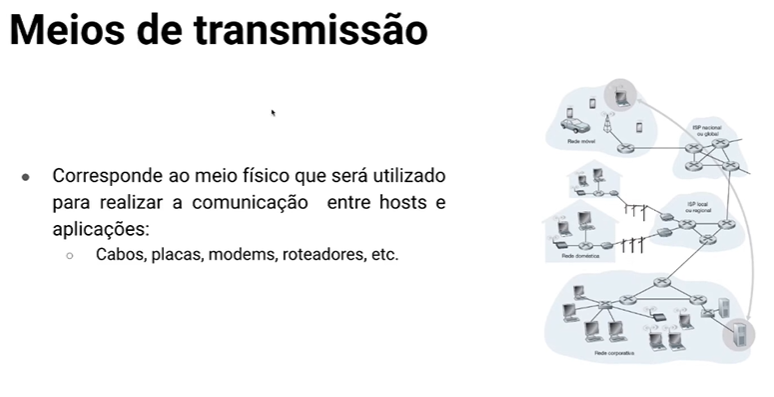 Meios de transmissão
● Corresponde ao meio físico que será utilizado
para realizar a comunicação entre hosts e
aplicações:
○ Cabos, placas, modems, roteadores, etc.
Rede móvel
ISP nacional
ou global
ISP local
ou regional
Rede doméstica
Rede corporativa